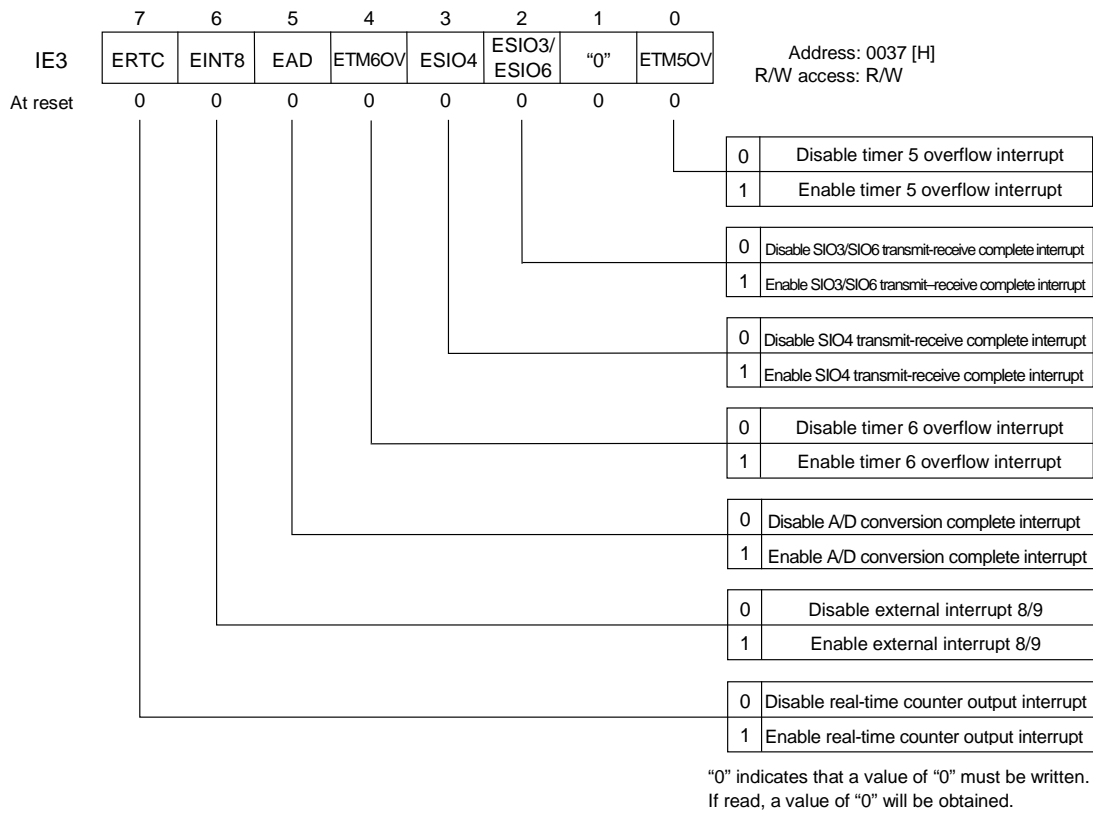 7 6 5 4 3 2 1 0
IE3 ERTC EINT8 EAD ETM6OV ESIO4 ESIO3/ ESIO6 “0” ETM5OV
Address: 0037 [H]
R/W access: R/W
At reset 0 0 0 0 0 0 0 0
0 Disable timer 5 overflow interrupt
1 Enable timer 5 overflow interrupt
0 Disable SIO3/SIO6 transmit-receive complete interrupt
1 Enable SIO3/SIO6 transmit–receive complete interrupt
0 Disable SIO4 transmit-receive complete interrupt
1 Enable SIO4 transmit-receive complete interrupt
0 Disable timer 6 overflow interrupt
1 Enable timer 6 overflow interrupt
0 Disable A/D conversion complete interrupt
1 Enable A/D conversion complete interrupt
0 Disable external interrupt 8/9
1 Enable external interrupt 8/9
0 Disable real-time counter output interrupt
1 Enable real-time counter output interrupt
“0” indicates that a value of “0” must be written.
If read, a value of “0” will be obtained.